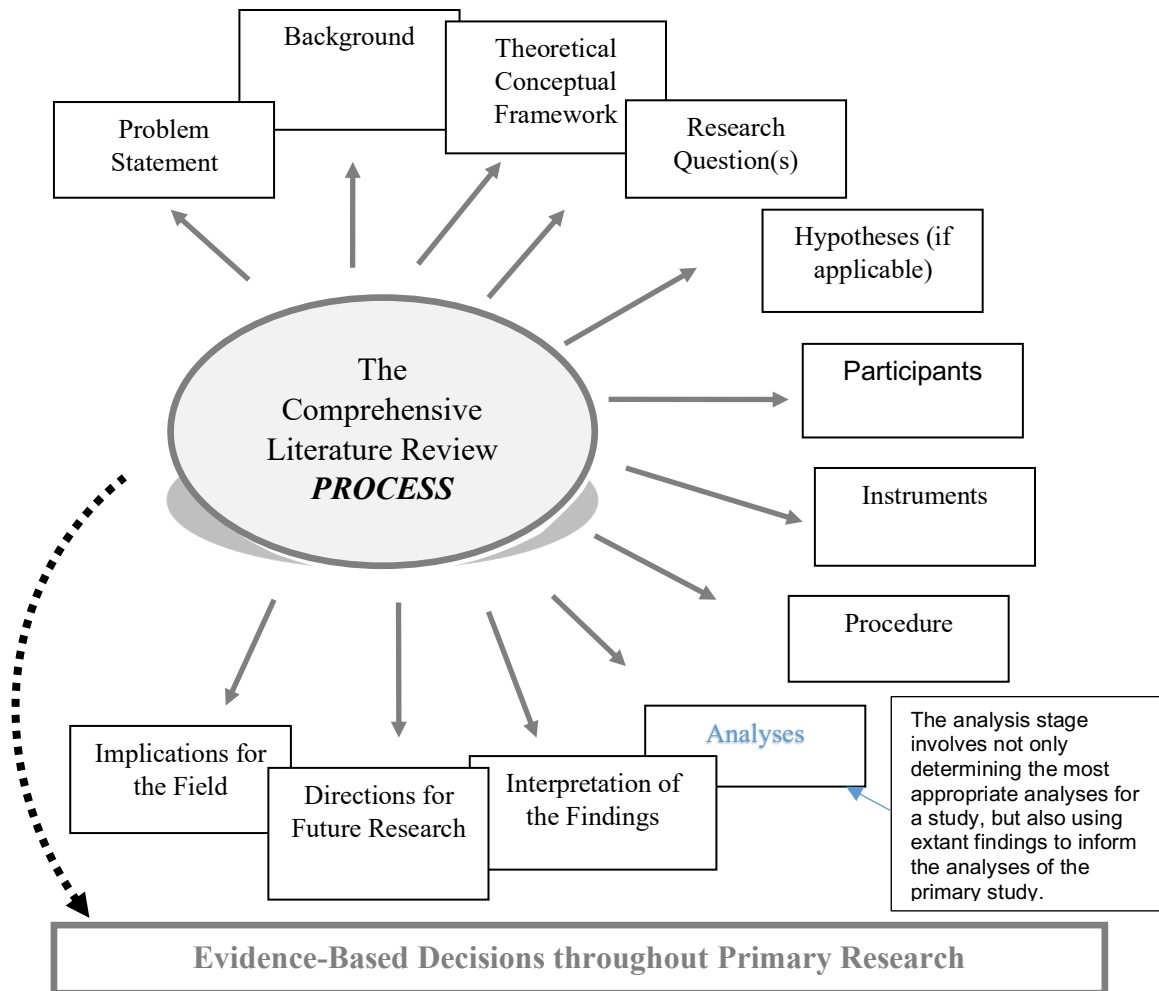 Background
Theoretical
Conceptual
Framework
Problem
Statement
Research
Question(s)
Hypotheses (if
applicable)
The
Comprehensive
Literature Review
PROCESS
Participants
Instruments
Procedure
Analyses
The analysis stage
involves not only
determining the most
appropriate analyses for
a study, but also using
extant findings to inform
the analyses of the
primary study.
Implications for
the Field
Directions for
Future Research
Interpretation of
the Findings
Evidence-Based Decisions throughout Primary Research